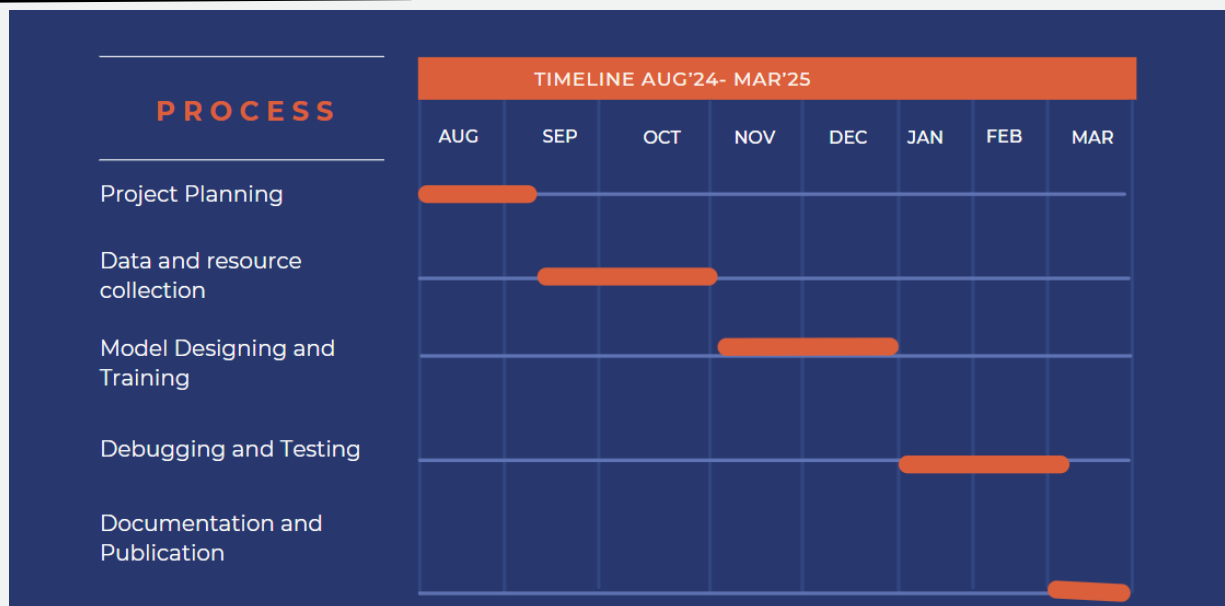 PROCESS
TIMELINE AUG’24- MAR’25
AUG SEP OCT NOV DEC JAN FEB MAR
Project Planning
Data and resource
collection
Model Designing and
Training
Debugging and Testing
Documentation and
Publication